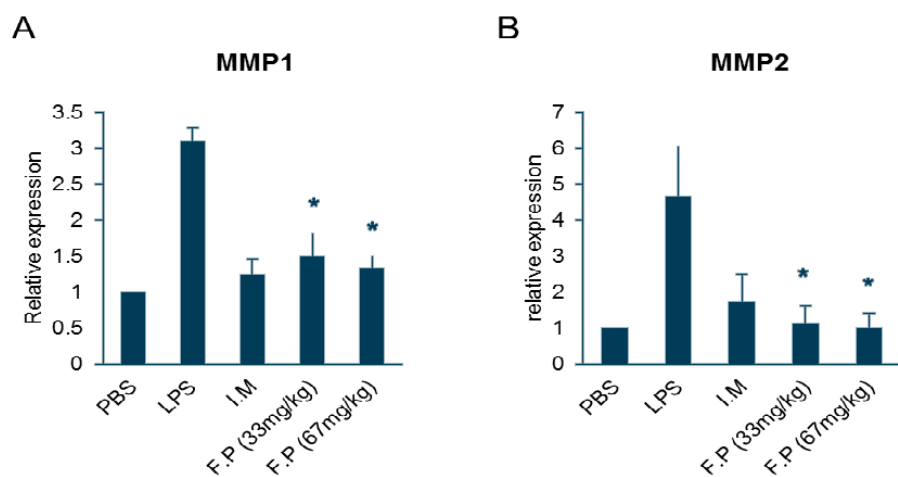 A
MMP1
Relative expression
3.5
3
2.5
2
1.5
1
0.5
0
*
*
PBS
LPS
I.M
F.P (33mg/kg)
F.P (67mg/kg)
B
MMP2
relative expression
7
6
5
4
3
2
1
0
*
*
PBS
LPS
I.M
F.P (33mg/kg)
F.P (67mg/kg)